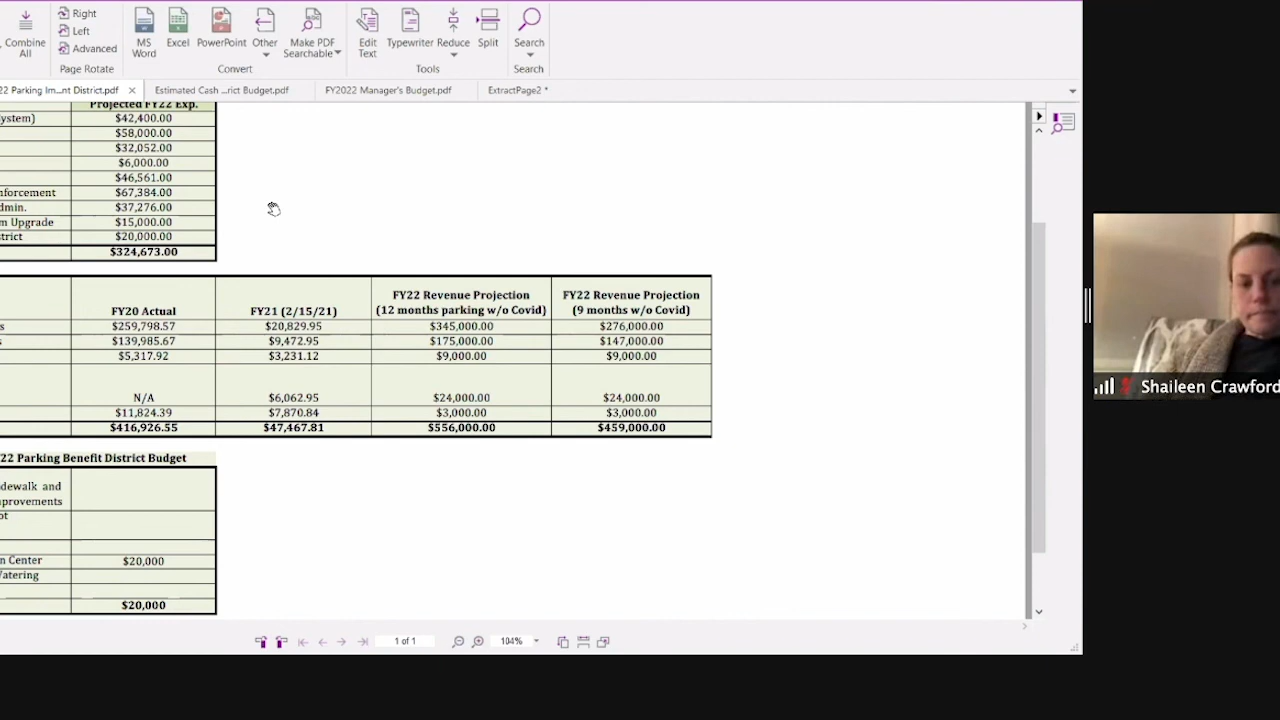 Combine All
Right
Left
Advanced
Page Rotate
MS Word
Excel
PowerPoint
Other
Make PDF Searchable
Convert
Edit Text
Typewriter
Reduce
Split
Tools
Search
Search
22 Parking Im...nt District.pdf
Estimated Cash ...rict Budget.pdf
FY2022 Manager's Budget.pdf
ExtractPage2 *
Projected FY22 Exp.
ystem) $42,400.00
$58,000.00
$32,052.00
$6,000.00
$46,561.00
nforcement $67,384.00
dmin. $37,276.00
m Upgrade $15,000.00
strict $20,000.00
$324,673.00
FY20 Actual FY21 (2/15/21) FY22 Revenue Projection (12 months parking w/o Covid) FY22 Revenue Projection (9 months w/o Covid)
s $259,798.57 $20,829.95 $345,000.00 $276,000.00
s $139,985.67 $9,472.95 $175,000.00 $147,000.00
$5,317.92 $3,231.12 $9,000.00 $9,000.00
N/A $6,062.95 $24,000.00 $24,000.00
$11,824.39 $7,870.84 $3,000.00 $3,000.00
$416,926.55 $47,467.81 $556,000.00 $459,000.00
22 Parking Benefit District Budget
dewalk and
provements
ot
n Center $20,000
Watering
$20,000
1 of 1
104%
Shaileen Crawford